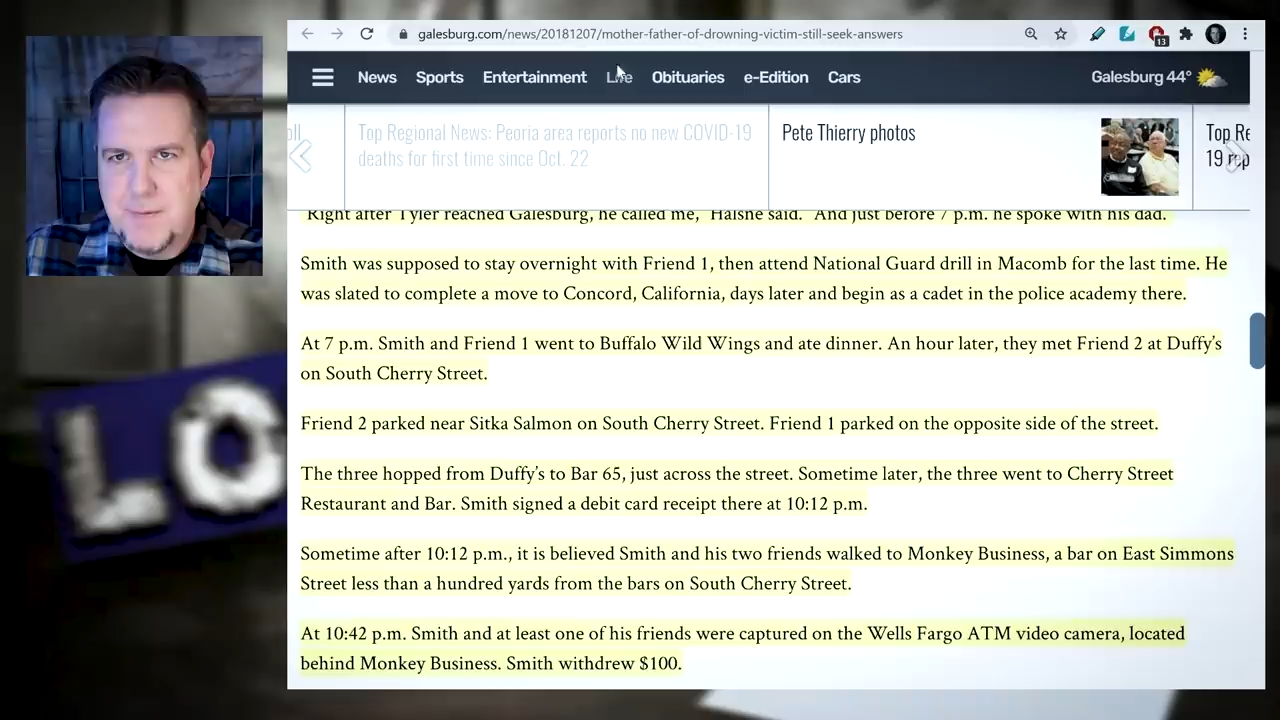 galesburg.com/news/20181207/mother-father-of-drowning-victim-still-seek-answers
13
News Sports Entertainment Life Obituaries e-Edition Cars
Galesburg 44°
oll
Top Regional News: Peoria area reports no new COVID-19
deaths for first time since Oct. 22
Pete Thierry photos
Top Re
19 rep
"Right after Tyler reached Galesburg, he called me," Halsne said. "And just before 7 p.m. he spoke with his dad."
Smith was supposed to stay overnight with Friend 1, then attend National Guard drill in Macomb for the last time. He
was slated to complete a move to Concord, California, days later and begin as a cadet in the police academy there.
At 7 p.m. Smith and Friend 1 went to Buffalo Wild Wings and ate dinner. An hour later, they met Friend 2 at Duffy's
on South Cherry Street.
Friend 2 parked near Sitka Salmon on South Cherry Street. Friend 1 parked on the opposite side of the street.
The three hopped from Duffy's to Bar 65, just across the street. Sometime later, the three went to Cherry Street
Restaurant and Bar. Smith signed a debit card receipt there at 10:12 p.m.
Sometime after 10:12 p.m., it is believed Smith and his two friends walked to Monkey Business, a bar on East Simmons
Street less than a hundred yards from the bars on South Cherry Street.
At 10:42 p.m. Smith and at least one of his friends were captured on the Wells Fargo ATM video camera, located
behind Monkey Business. Smith withdrew $100.
LO